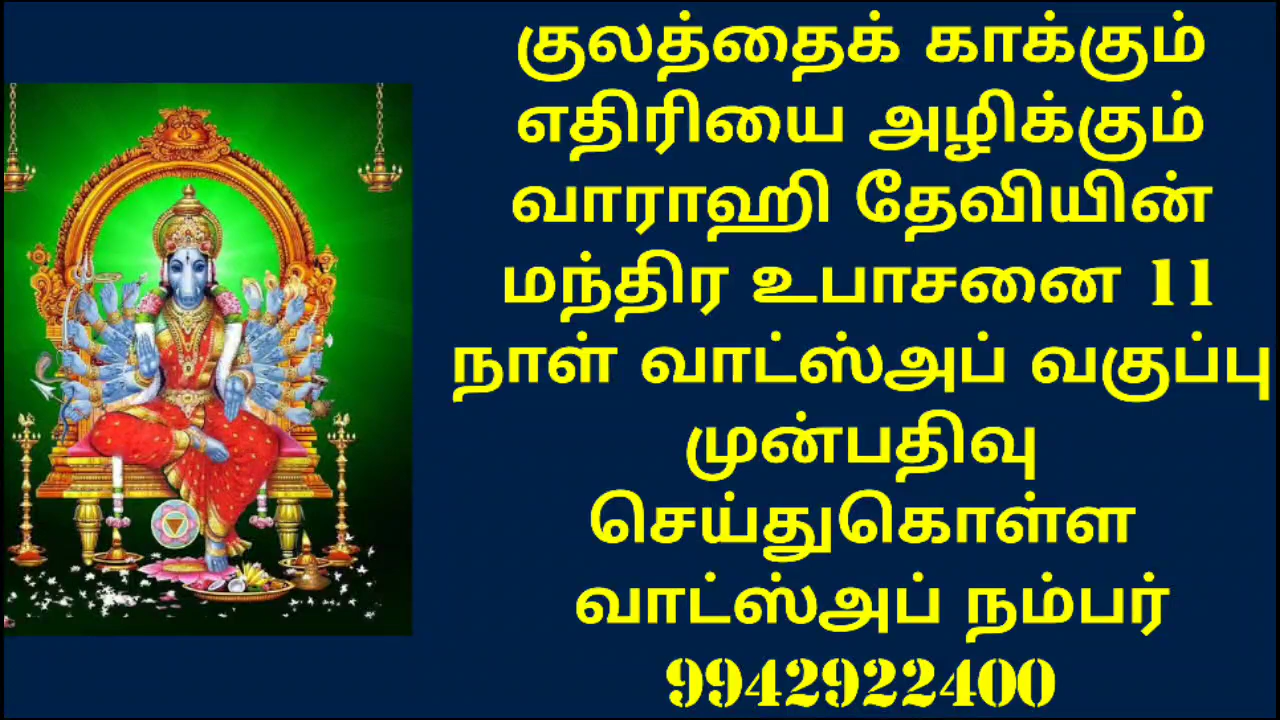 குலத்தைக் காக்கும்
எதிரியை அழிக்கும்
வாராஹி தேவியின்
மந்திர உபாசனை 11
நாள் வாட்ஸ்அப் வகுப்பு
முன்பதிவு
செய்துகொள்ள
வாட்ஸ்அப் நம்பர்
9942922400